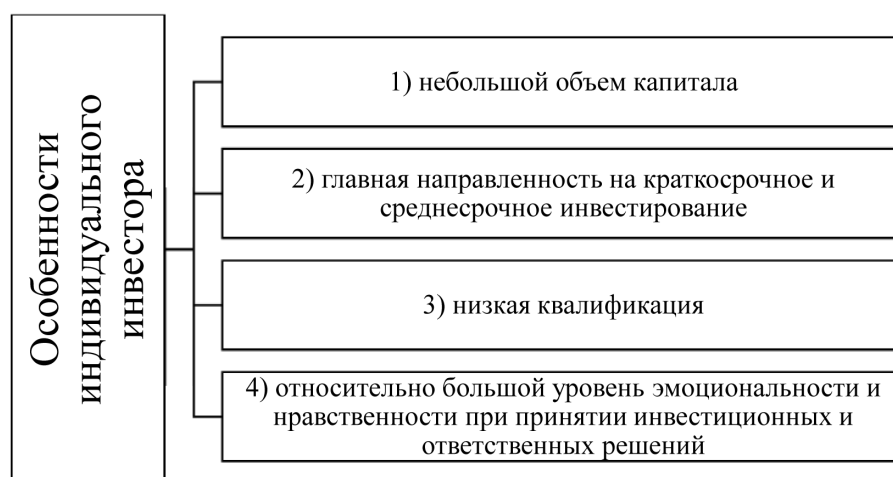 Особенности
индивидуального
инвестора
1) небольшой объем капитала
2) главная направленность на краткосрочное и
среднесрочное инвестирование
3) низкая квалификация
4) относительно большой уровень эмоциональности и
нравственности при принятии инвестиционных и
ответственных решений